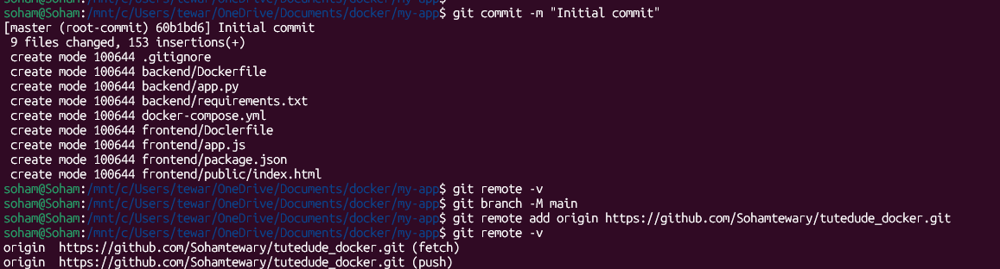 soham@Soham:/mnt/c/Users/tewar/OneDrive/Documents/docker/my-app$ git commit -m "Initial commit"
[master (root-commit) 60b1bd6] Initial commit
 9 files changed, 153 insertions(+)
 create mode 100644 .gitignore
 create mode 100644 backend/Dockerfile
 create mode 100644 backend/app.py
 create mode 100644 backend/requirements.txt
 create mode 100644 docker-compose.yml
 create mode 100644 frontend/Doclerfile
 create mode 100644 frontend/app.js
 create mode 100644 frontend/package.json
 create mode 100644 frontend/public/index.html
soham@Soham:/mnt/c/Users/tewar/OneDrive/Documents/docker/my-app$ git remote -v
soham@Soham:/mnt/c/Users/tewar/OneDrive/Documents/docker/my-app$ git branch -M main
soham@Soham:/mnt/c/Users/tewar/OneDrive/Documents/docker/my-app$ git remote add origin https://github.com/Sohamtewary/tutedude_docker.git
soham@Soham:/mnt/c/Users/tewar/OneDrive/Documents/docker/my-app$ git remote -v
origin  https://github.com/Sohamtewary/tutedude_docker.git (fetch)
origin  https://github.com/Sohamtewary/tutedude_docker.git (push)